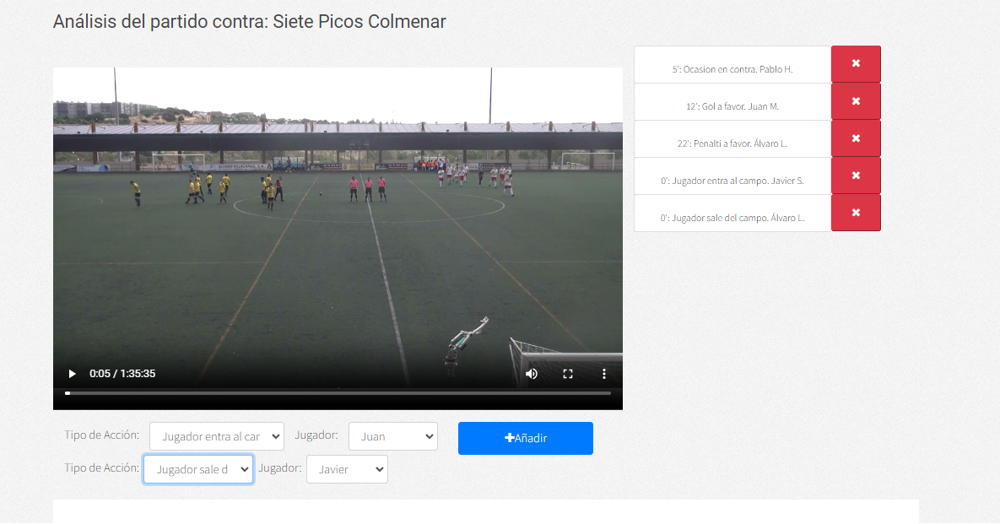 Análisis del partido contra: Siete Picos Colmenar
5': Ocasion en contra. Pablo H.
12': Gol a favor. Juan M.
22': Penalti a favor. Álvaro L.
0': Jugador entra al campo. Javier S.
0': Jugador sale del campo. Álvaro L.
0:05 / 1:35:35
Tipo de Acción: Jugador entra al car Jugador: Juan Añadir
Tipo de Acción: Jugador sale d Jugador: Javier